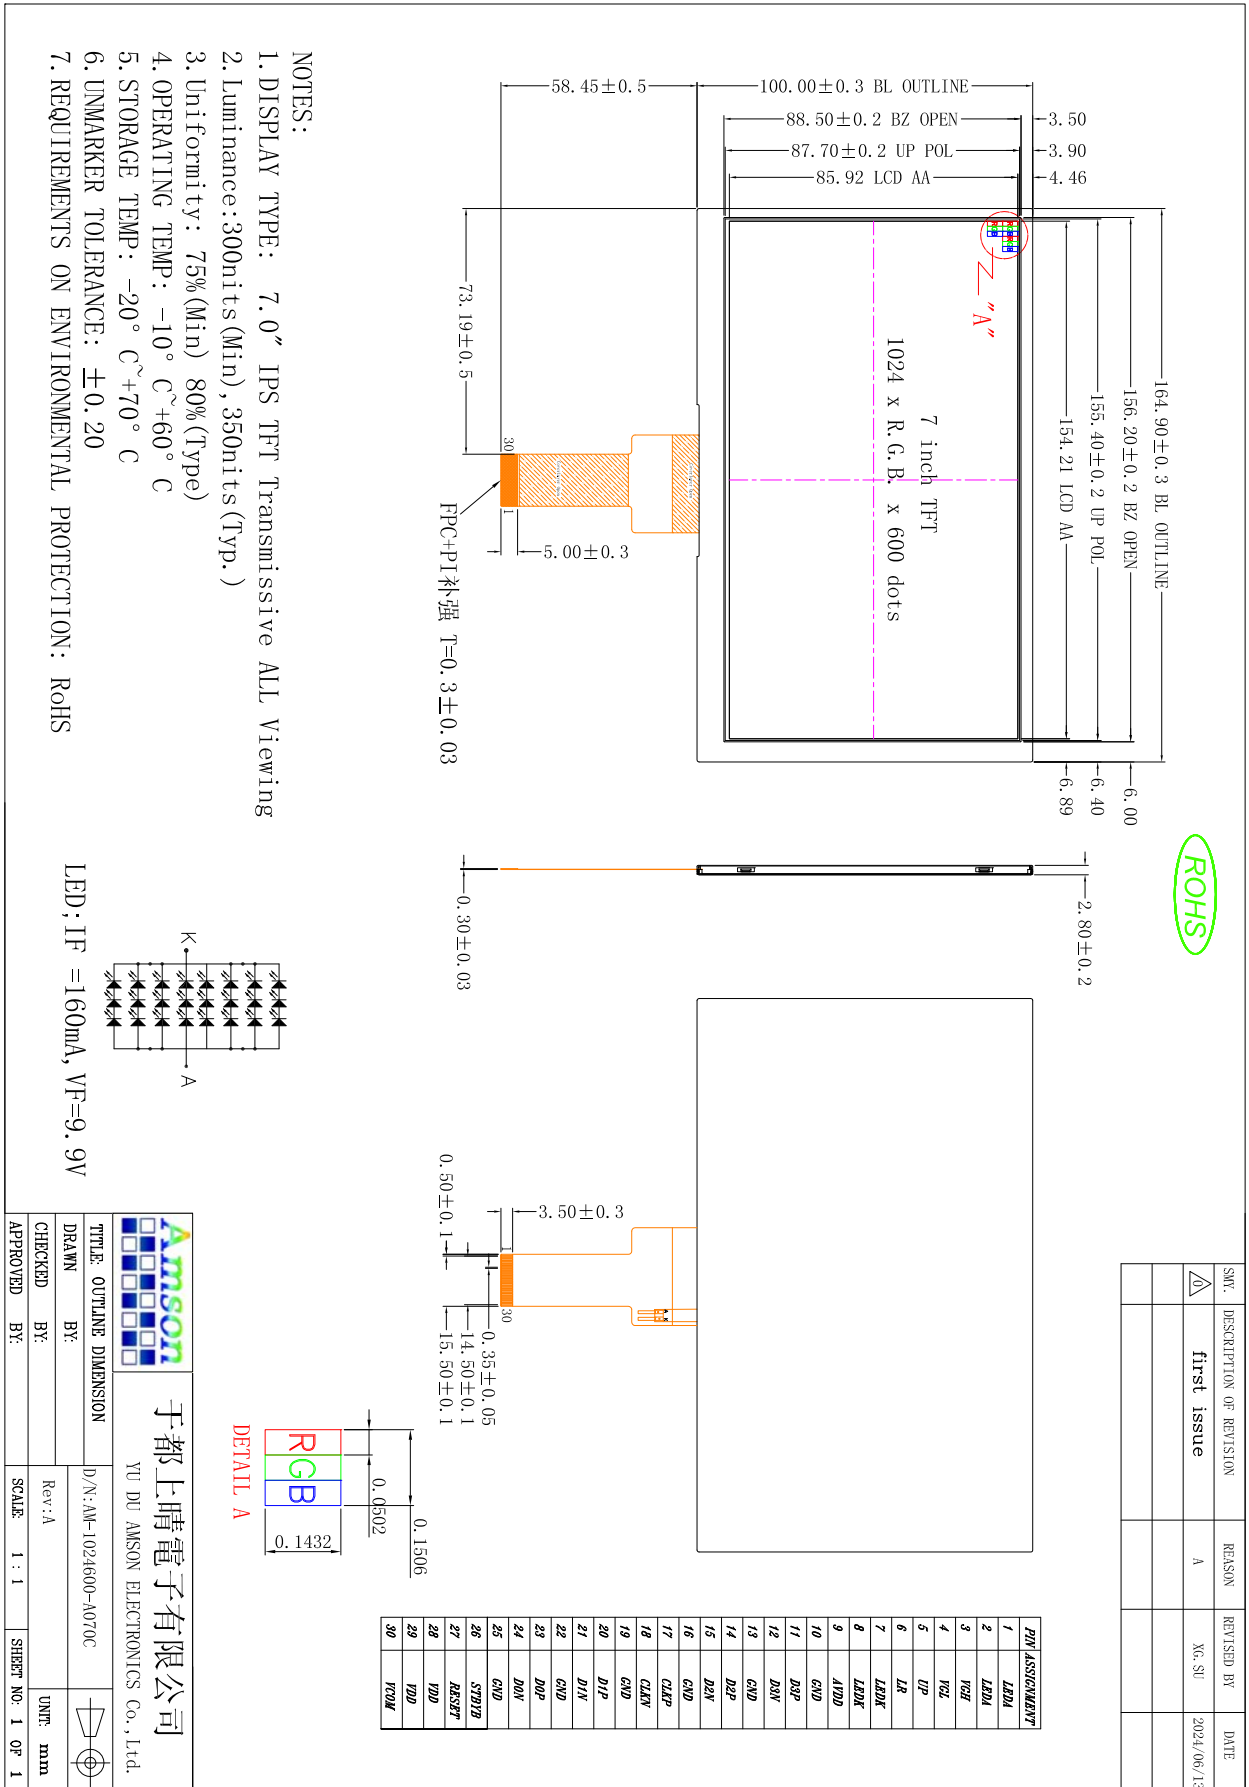 SMY.
DESCRIPTION OF REVISION
REASON
REVISED BY
DATE
0
first issue
A
XG.SU
2024/06/13
ROHS
164.90±0.3 BL OUTLINE
156.20±0.2 BZ OPEN
155.40±0.2 UP POL
154.21 LCD AA
6.00
6.40
6.89
58.45±0.5
100.00±0.3 BL OUTLINE
88.50±0.2 BZ OPEN
87.70±0.2 UP POL
85.92 LCD AA
3.50
3.90
4.46
"A"
7 inch TFT
1024 x R.G.B. x 600 dots
73.19±0.5
30
1
5.00±0.3
FPC+PI补强 T=0.3±0.03
2.80±0.2
0.30±0.03
3.50±0.3
0.50±0.1
1
30
A K
0.35±0.05
14.50±0.1
15.50±0.1
PIN ASSIGNMENT
1 LEDA
2 LEDA
3 VGH
4 VGL
5 UP
6 LR
7 LEDK
8 LEDK
9 AVDD
10 GND
11 D3P
12 D3N
13 GND
14 D2P
15 D2N
16 GND
17 CLKP
18 CLKN
19 GND
20 D1P
21 D1N
22 GND
23 D0P
24 D0N
25 GND
26 STBYB
27 RESET
28 VDD
29 VDD
30 VCOM
0.1506
0.0502
RGB
0.1432
DETAIL A
NOTES:
1.DISPLAY TYPE: 7.0" IPS TFT Transmissive ALL Viewing
2.Luminance:300nits(Min),350nits(Typ.)
3.Uniformity: 75%(Min) 80%(Type)
4.OPERATING TEMP: -10° C~+60° C
5.STORAGE TEMP: -20° C~+70° C
6.UNMARKER TOLERANCE: ±0.20
7.REQUIREMENTS ON ENVIRONMENTAL PROTECTION: RoHS
K
A
LED;IF =160mA,VF=9.9V
Amson
于都上晴電子有限公司
YU DU AMSON ELECTRONICS Co.,Ltd.
TITLE: OUTLINE DIMENSION
D/N:AM-1024600-A070C
DRAWN BY:
CHECKED BY:
APPROVED BY:
Rev:A
SCALE: 1 : 1
UNIT: mm
SHEET NO: 1 OF 1